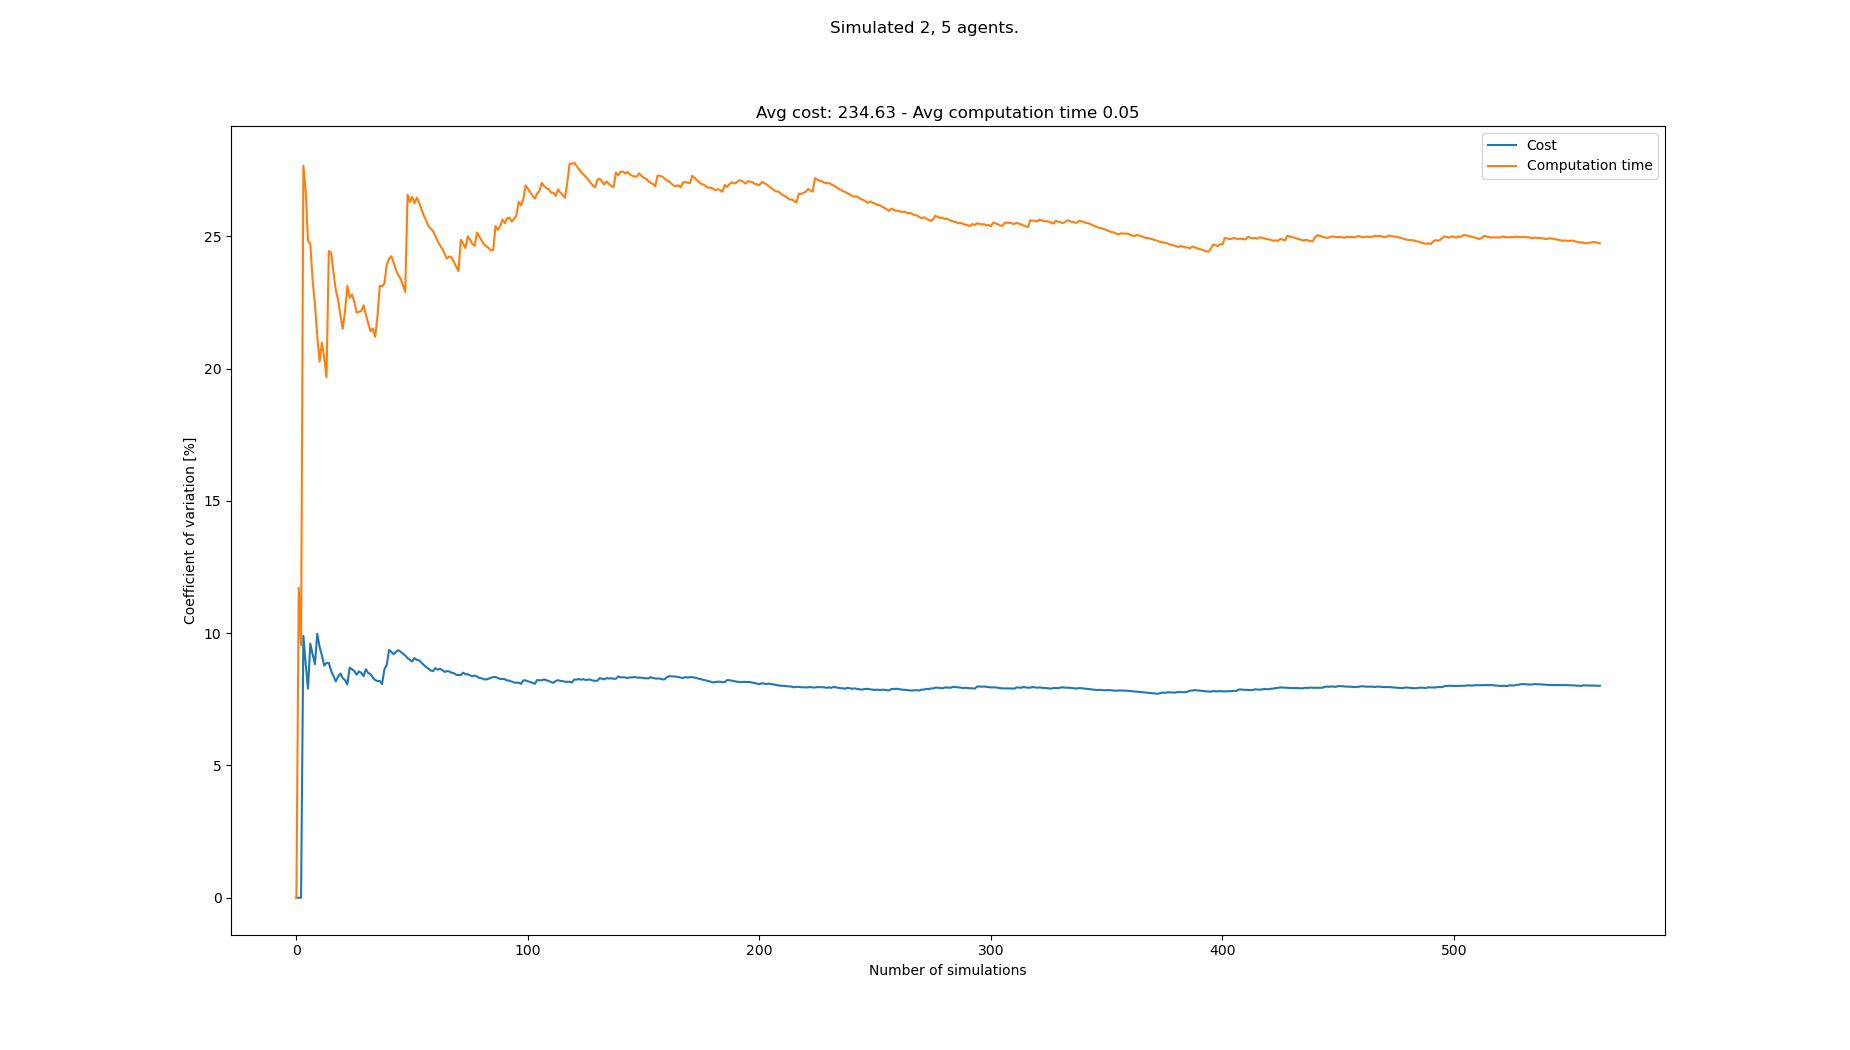 Simulated 2, 5 agents.
Avg cost: 234.63 - Avg computation time 0.05
Cost
Computation time
Coefficient of variation [%]
25
20
15
10
5
0
0 100 200 300 400 500
Number of simulations